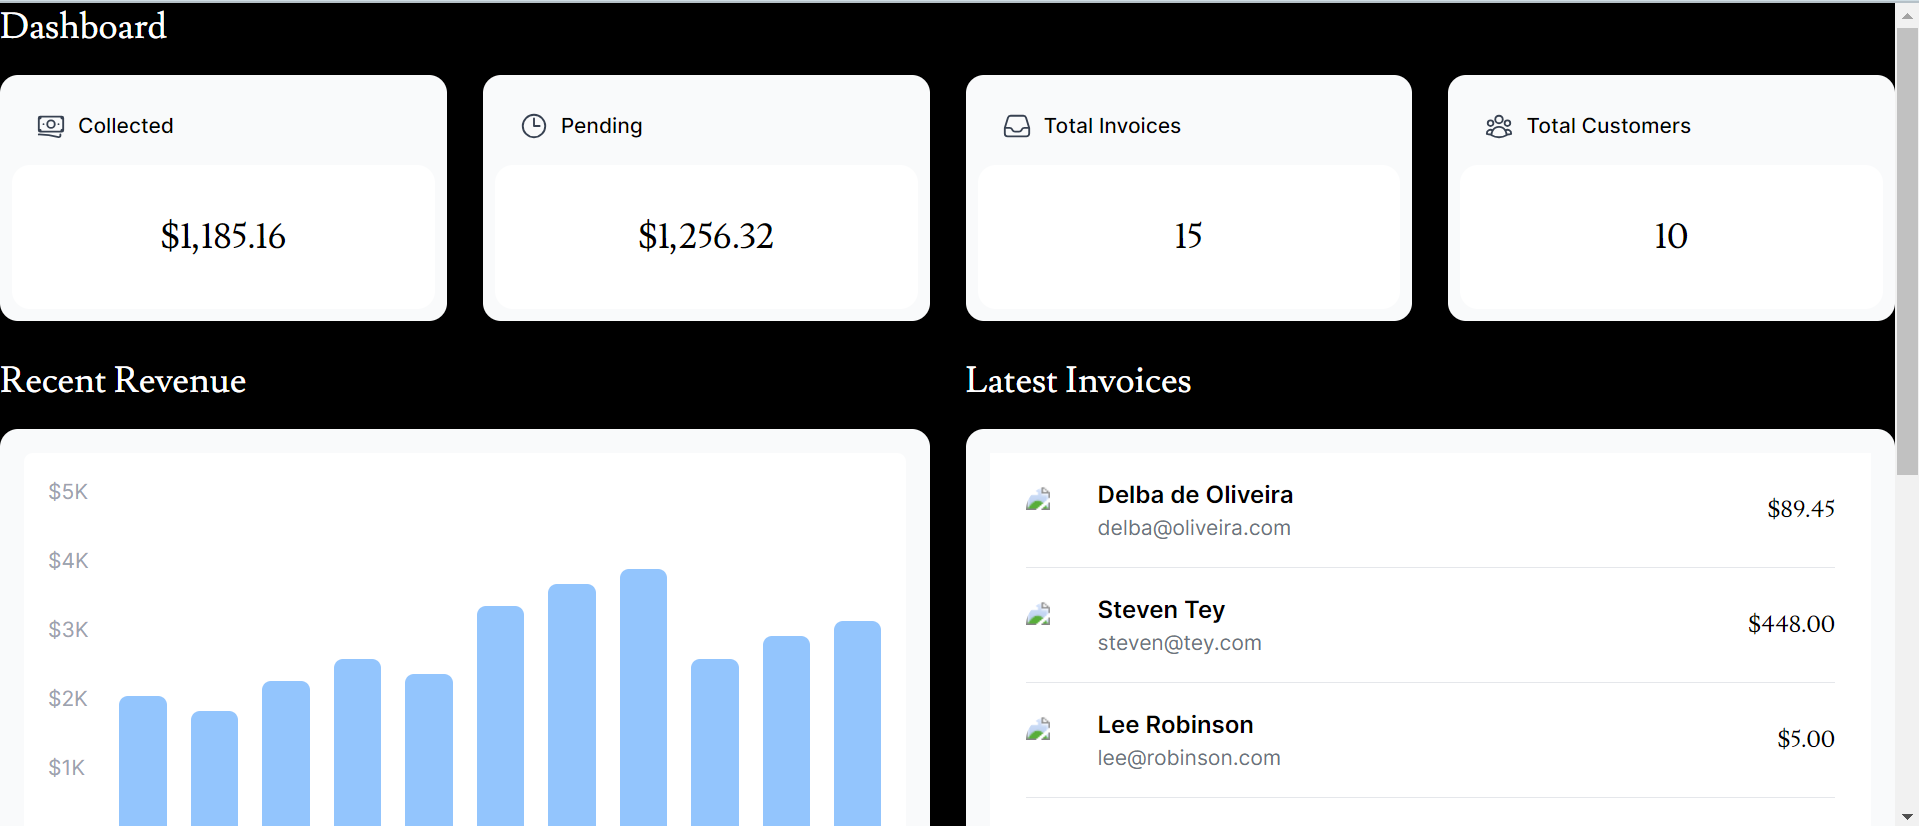 Dashboard
Collected
$1,185.16
Pending
$1,256.32
Total Invoices
15
Total Customers
10
Recent Revenue
$5K
$4K
$3K
$2K
$1K
Latest Invoices
Delba de Oliveira
delba@oliveira.com
$89.45
Steven Tey
steven@tey.com
$448.00
Lee Robinson
lee@robinson.com
$5.00